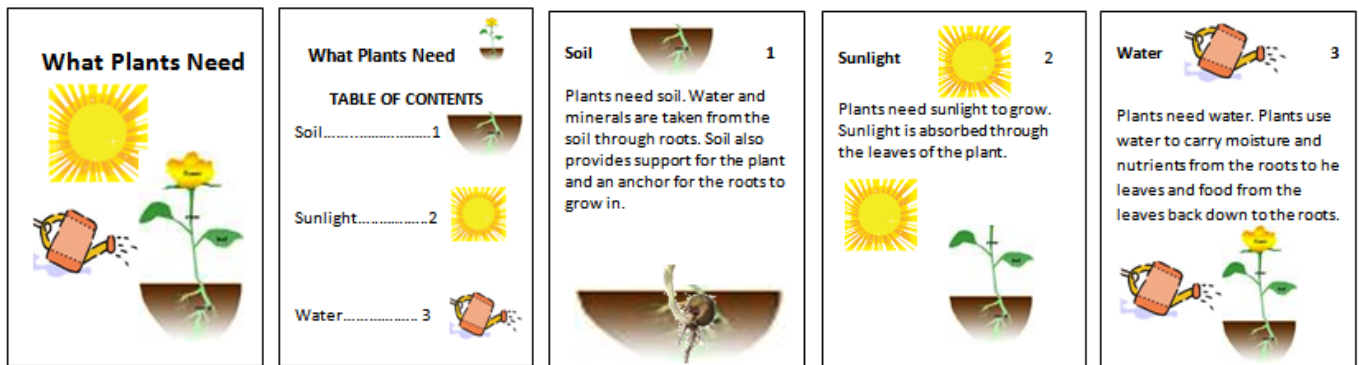 What Plants Need
What Plants Need
TABLE OF CONTENTS
Soil.......................1
Sunlight................2
Water................. 3
Soil 1
Plants need soil. Water and
minerals are taken from the
soil through roots. Soil also
provides support for the plant
and an anchor for the roots to
grow in.
Sunlight 2
Plants need sunlight to grow.
Sunlight is absorbed through
the leaves of the plant.
Water 3
Plants need water. Plants use
water to carry moisture and
nutrients from the roots to he
leaves and food from the
leaves back down to the roots.